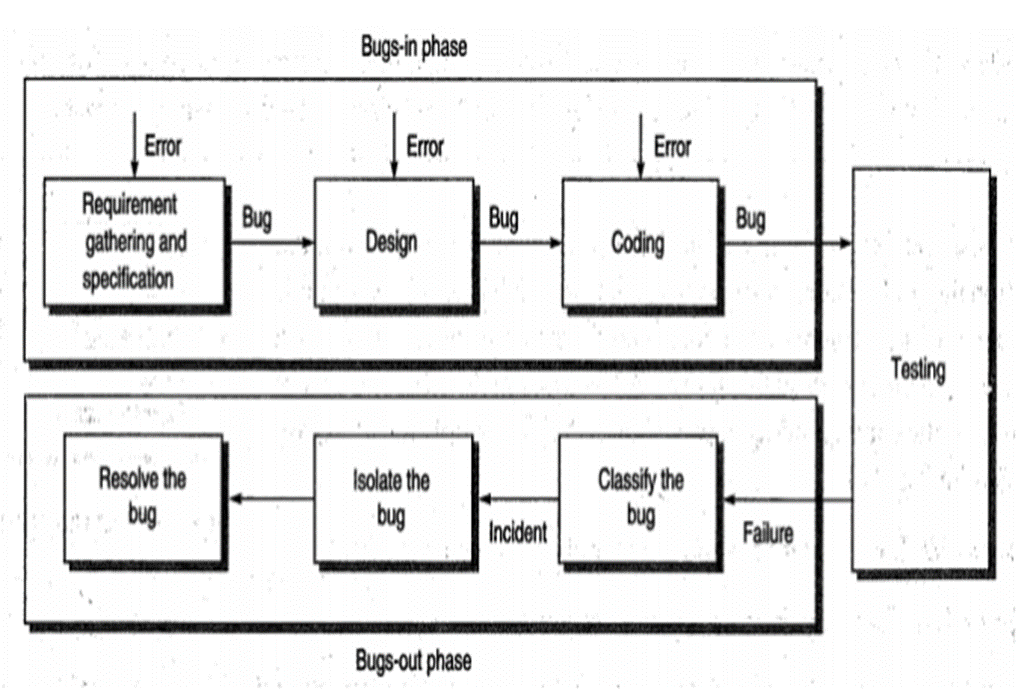 Bugs-in phase
Error
Error
Error
Requirement
gathering and
specification
Bug
Design
Bug
Coding
Bug
Testing
Resolve the
bug
Isolate the
bug
Incident
Classify the
bug
Failure
Bugs-out phase